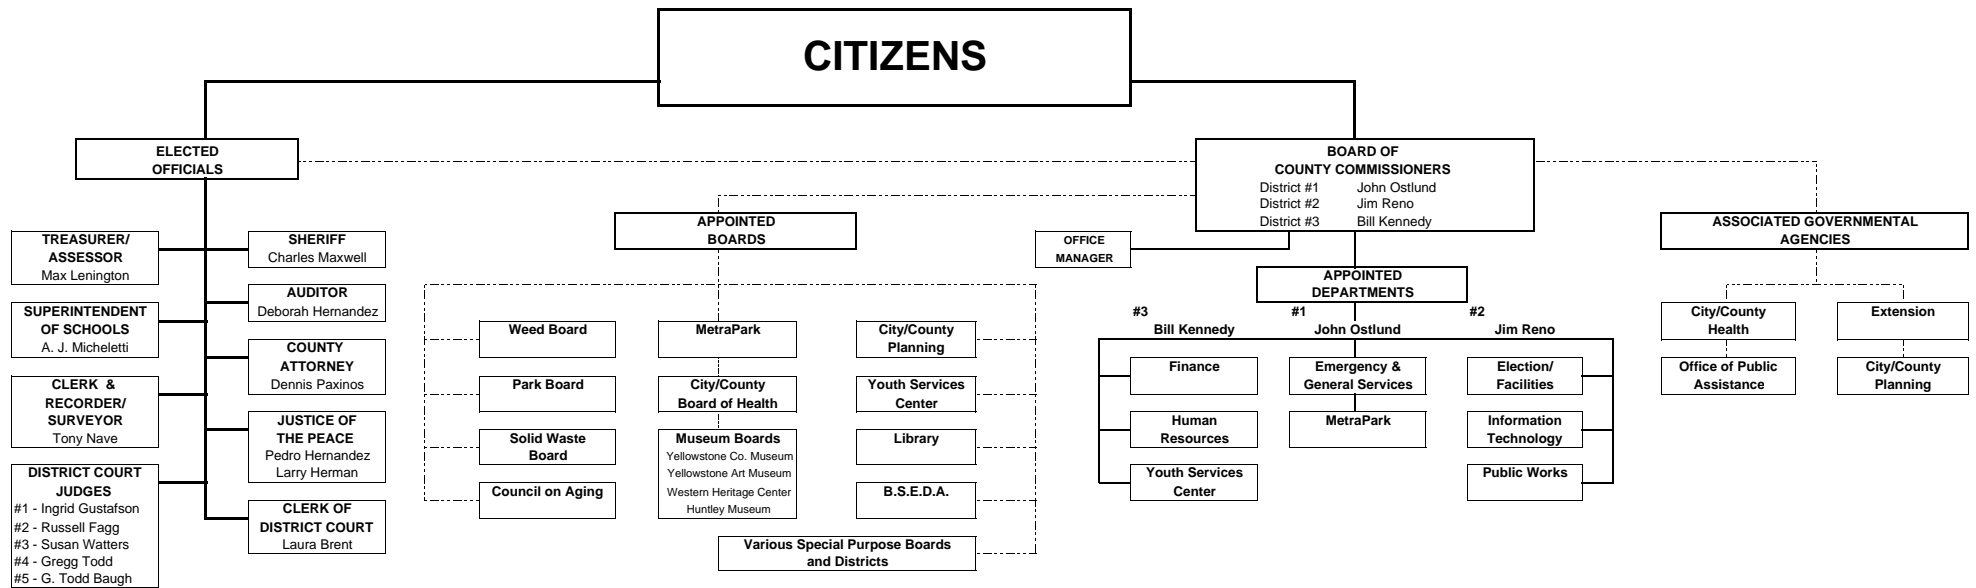 CITIZENS
ELECTED
OFFICIALS
BOARD OF
COUNTY COMMISSIONERS
District #1 John Ostlund
District #2 Jim Reno
District #3 Bill Kennedy
TREASURER/
ASSESSOR
Max Lenington
SUPERINTENDENT
OF SCHOOLS
A. J. Micheletti
CLERK &
RECORDER/
SURVEYOR
Tony Nave
DISTRICT COURT
JUDGES
#1 - Ingrid Gustafson
#2 - Russell Fagg
#3 - Susan Watters
#4 - Gregg Todd
#5 - G. Todd Baugh
SHERIFF
Charles Maxwell
AUDITOR
Deborah Hernandez
COUNTY
ATTORNEY
Dennis Paxinos
JUSTICE OF
THE PEACE
Pedro Hernandez
Larry Herman
CLERK OF
DISTRICT COURT
Laura Brent
APPOINTED
BOARDS
Weed Board
Park Board
Solid Waste
Board
Council on Aging
MetraPark
City/County
Board of Health
Museum Boards
Yellowstone Co. Museum
Yellowstone Art Museum
Western Heritage Center
Huntley Museum
City/County
Planning
Youth Services
Center
Library
B.S.E.D.A.
Various Special Purpose Boards
and Districts
OFFICE
MANAGER
APPOINTED
DEPARTMENTS
#3
Bill Kennedy
#1
John Ostlund
#2
Jim Reno
Finance
Human
Resources
Youth Services
Center
Emergency &
General Services
MetraPark
Election/
Facilities
Information
Technology
Public Works
ASSOCIATED GOVERNMENTAL
AGENCIES
City/County
Health
Office of Public
Assistance
Extension
City/County
Planning